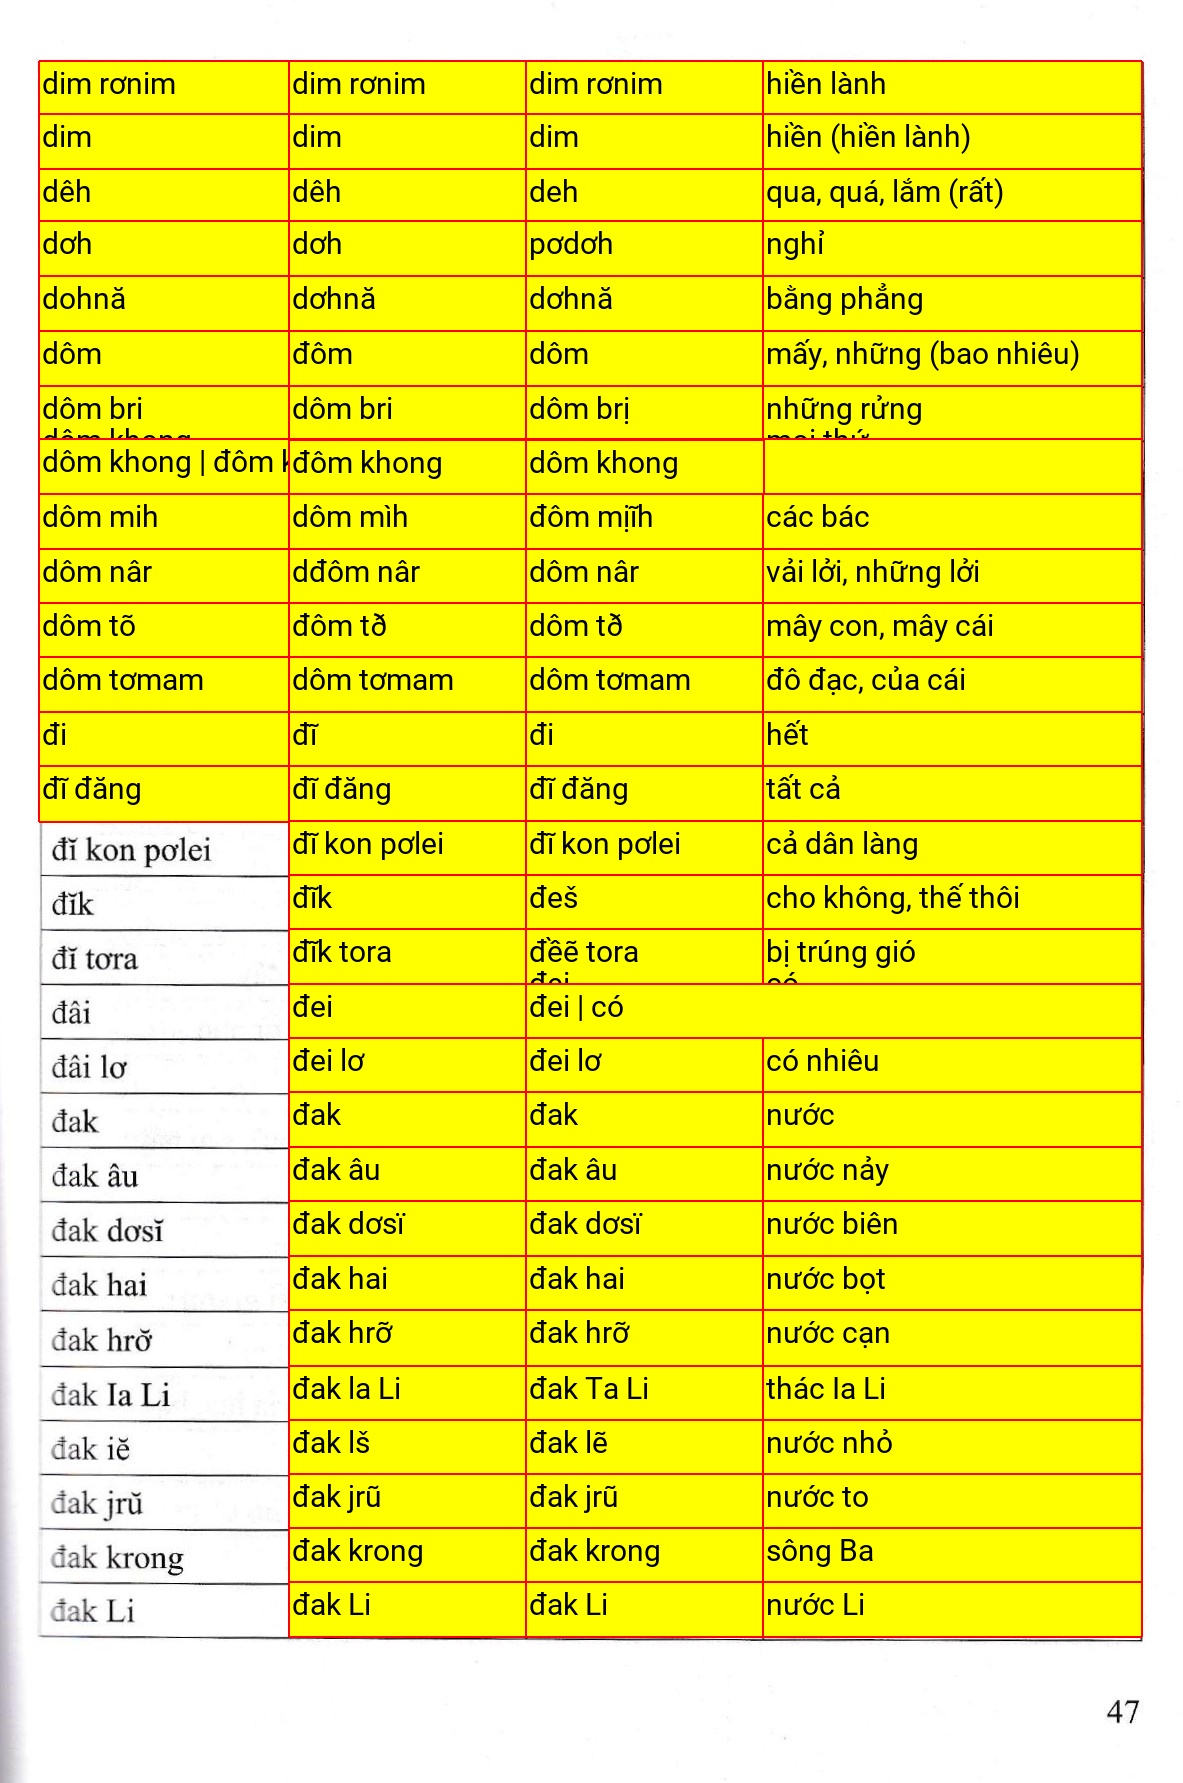 dim rơnim dim rơnim dim rơnim hiền lành
dim dim dim hiền (hiền lành)
dêh dêh deh qua, quá, lắm (rất)
dơh dơh pơdơh nghỉ
dohnă dơhnă dơhnă bằng phẳng
dôm đôm dôm mấy, những (bao nhiêu)
dôm bri dôm bri dôm brị những rửng
dôm khong | đôm đôm khong dôm khong
dôm mih dôm mìh đôm mịĩh các bác
dôm nâr dđôm nâr dôm nâr vải lởi, những lởi
dôm tõ đôm tð dôm tð mây con, mây cái
dôm tơmam dôm tơmam dôm tơmam đô đạc, của cái
đi đĩ đi hết
đĩ đăng đĩ đăng đĩ đăng tất cả
đĭ kon pơlei đĩ kon pơlei đĩ kon pơlei cả dân làng
đĭk đĩk đeš cho không, thế thôi
đĭ tơra đĩk tora đềẽ tora bị trúng gió
đâi đei đei | có
đâi lơ đei lơ đei lơ có nhiêu
đak đak đak nước
đak âu đak âu đak âu nước nảy
đak dơsĭ đak dơsï đak dơsï nước biên
đak hai đak hai đak hai nước bọt
đak hrơ̆ đak hrỡ đak hrỡ nước cạn
đak Ia Li đak la Li đak Ta Li thác Ia Li
đak iĕ đak lš đak lẽ nước nhỏ
đak jrŭ đak jrũ đak jrũ nước to
đak krong đak krong đak krong sông Ba
đak Li đak Li đak Li nước Li
47